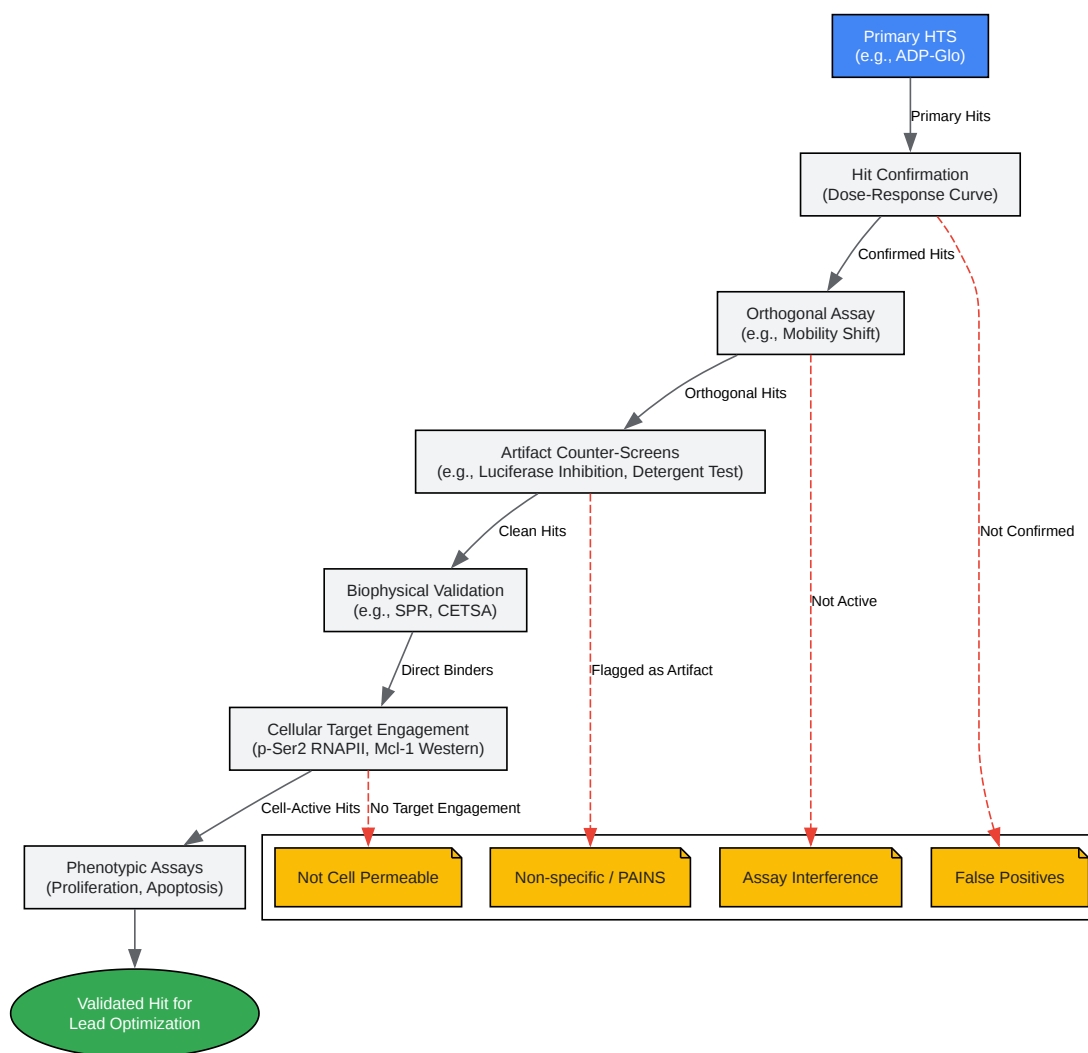 Primary HTS
(e.g., ADP-Glo)
Primary Hits
Hit Confirmation
(Dose-Response Curve)
Confirmed Hits
Orthogonal Assay
(e.g., Mobility Shift)
Orthogonal Hits
Artifact Counter-Screens
(e.g., Luciferase Inhibition, Detergent Test)
Clean Hits
Not Confirmed
Biophysical Validation
(e.g., SPR, CETSA)
Not Active
Direct Binders
Flagged as Artifact
Cellular Target Engagement
(p-Ser2 RNAPII, Mcl-1 Western)
Cell-Active Hits
No Target Engagement
Phenotypic Assays
(Proliferation, Apoptosis)
Not Cell Permeable
Non-specific / PAINS
Assay Interference
False Positives
Validated Hit for
Lead Optimization